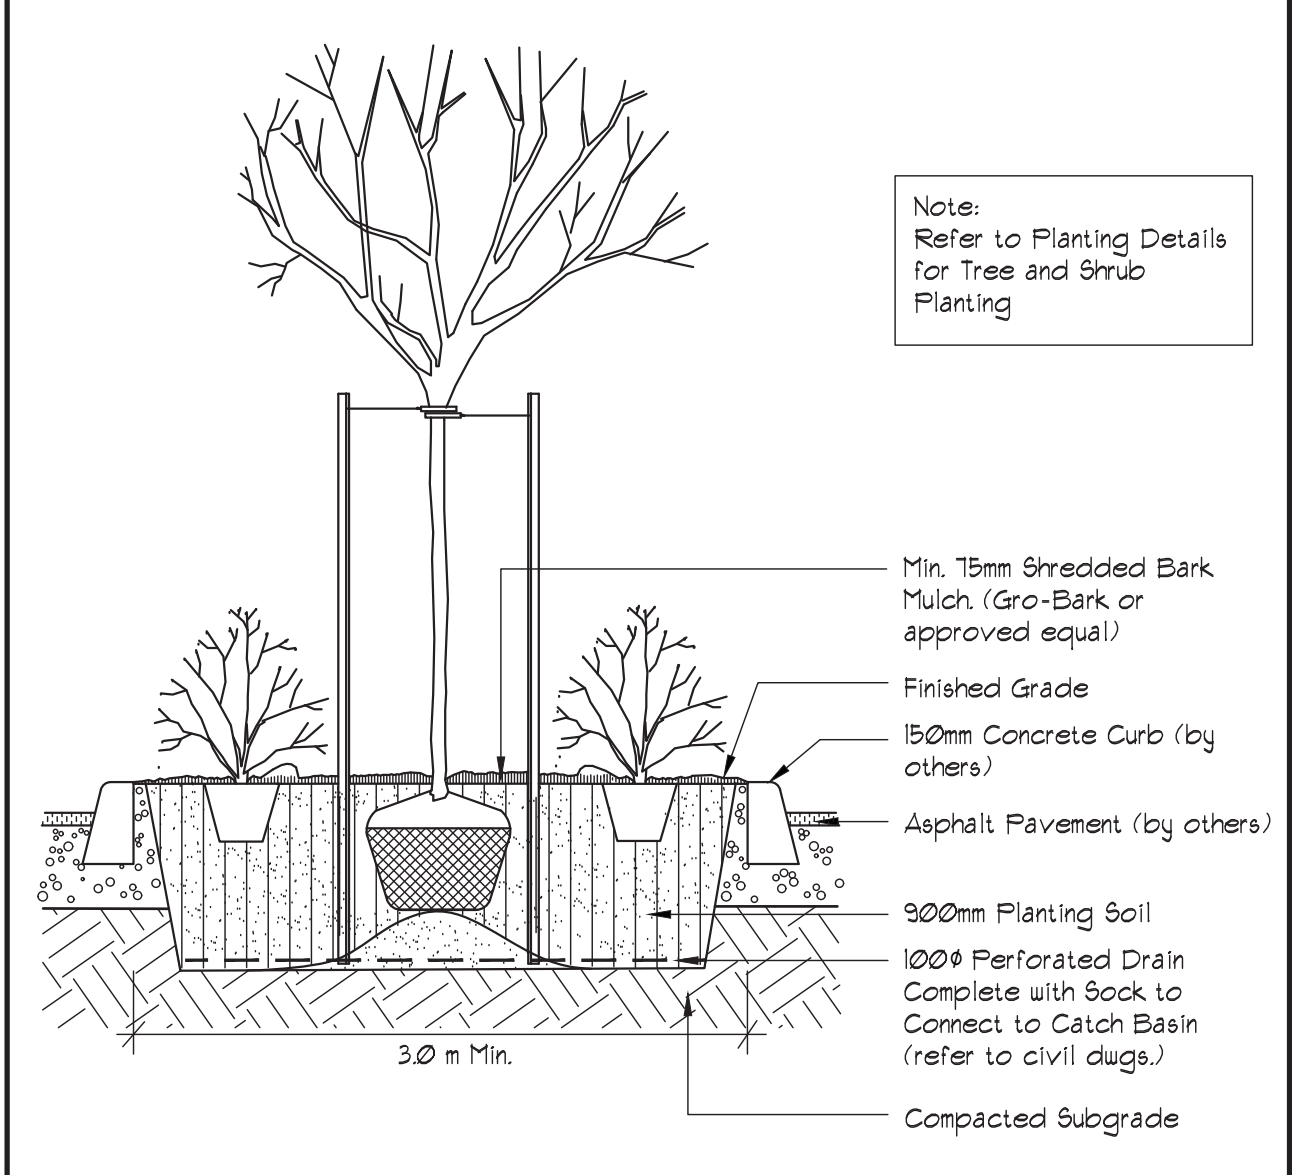 Note:
Refer to Planting Details
for Tree and Shrub
Planting
Min. 75mm Shredded Bark
Mulch. (Gro-Bark or
approved equal)
Finished Grade
150mm Concrete Curb (by
others)
Asphalt Pavement (by others)
900mm Planting Soil
100ø Perforated Drain
Complete with Sock to
Connect to Catch Basin
(refer to civil dwgs.)
3.0 m Min.
Compacted Subgrade